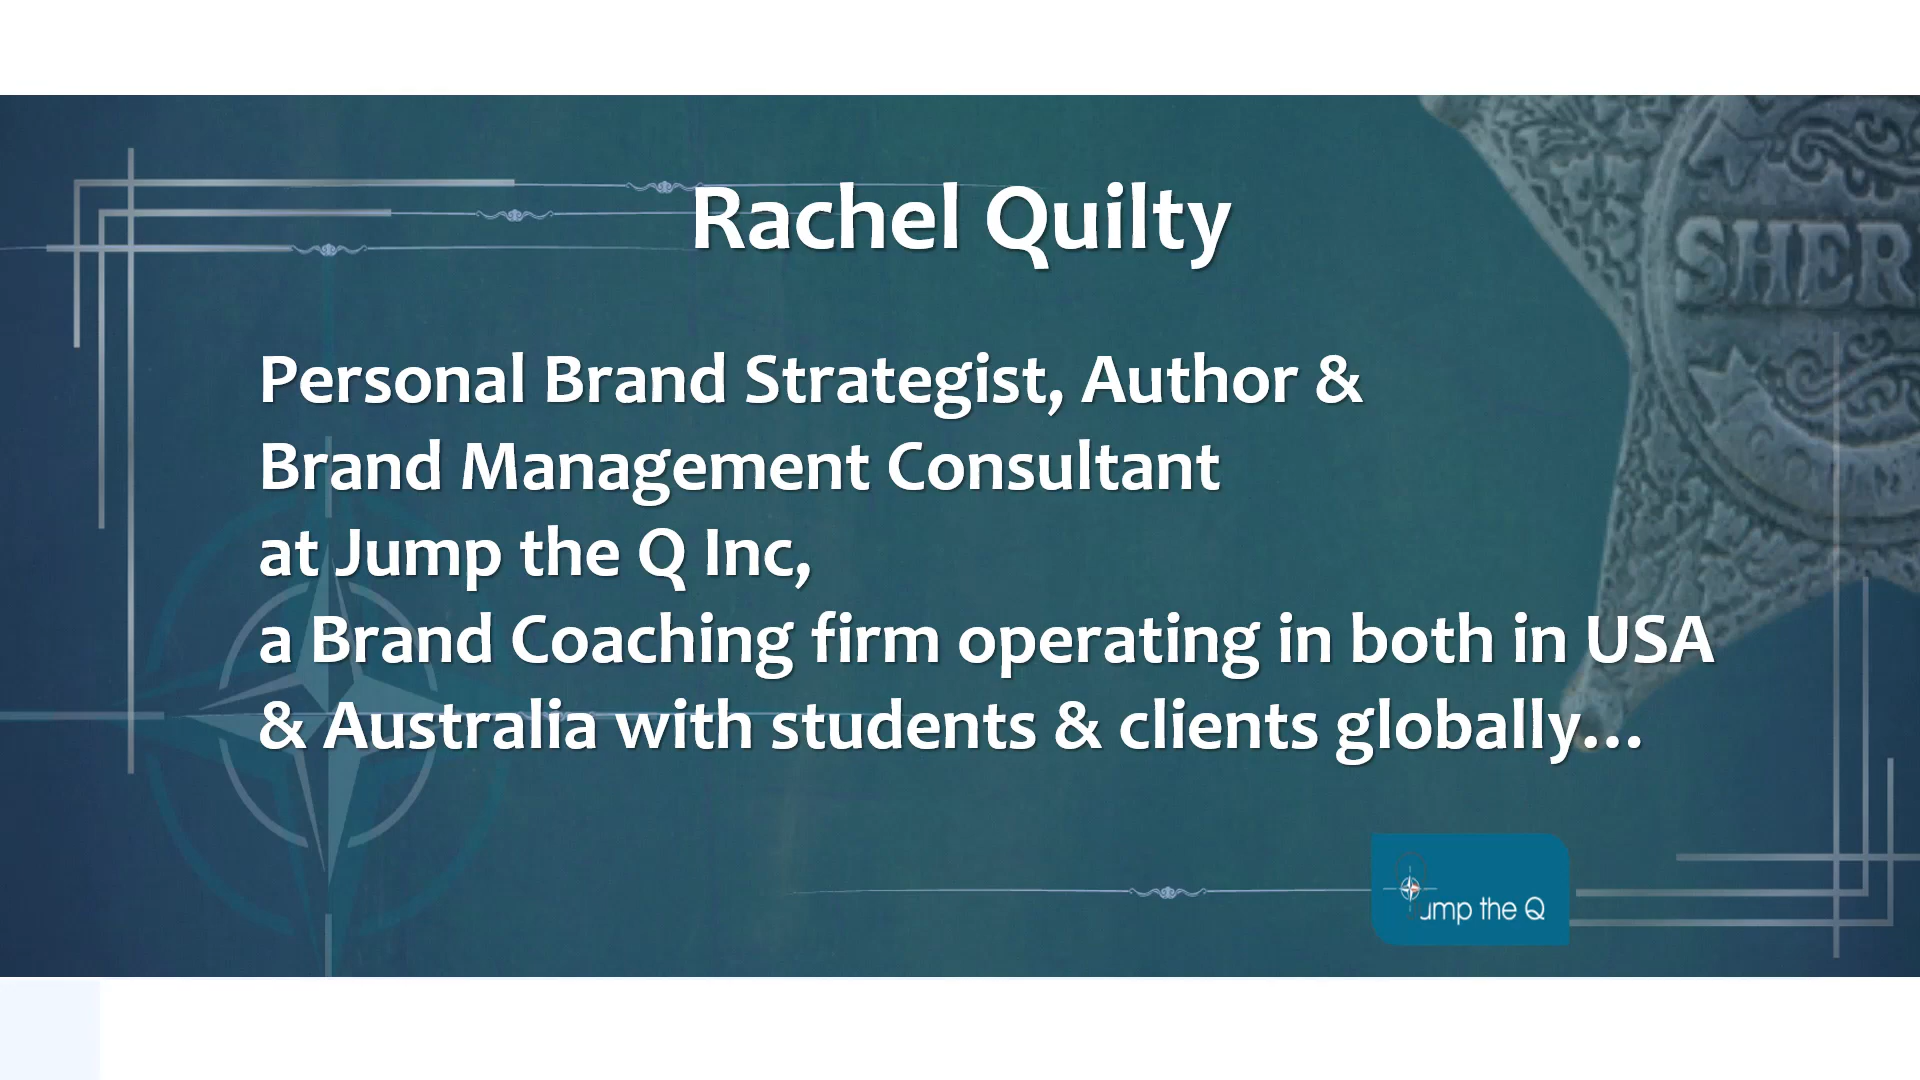 Rachel Quilty
SHER
Personal Brand Strategist, Author &
Brand Management Consultant
at Jump the Q Inc,
a Brand Coaching firm operating in both in USA
& Australia with students & clients globally...
Jump the Q